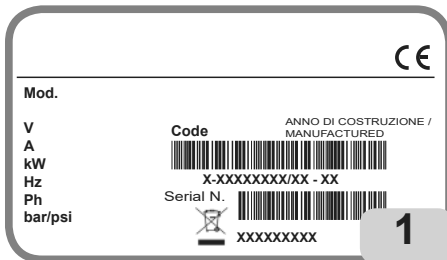 CE
Mod.
V
A
kW
Hz
Ph
bar/psi
Code
ANNO DI COSTRUZIONE /
MANUFACTURED
X-XXXXXXXX/XX - XX
Serial N.
XXXXXXXXX
1